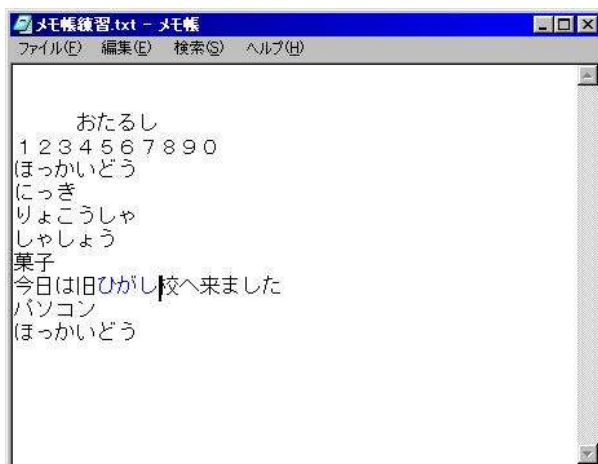 メモ帳練習.txt - メモ帳
ファイル(F) 編集(E) 検索(S) ヘルプ(H)
おたるし
1234567890
ほっかいどう
にっき
りょこうしゃ
しゃしょう
菓子
今日は旧ひがし校へ来ました
パソコン
ほっかいどう